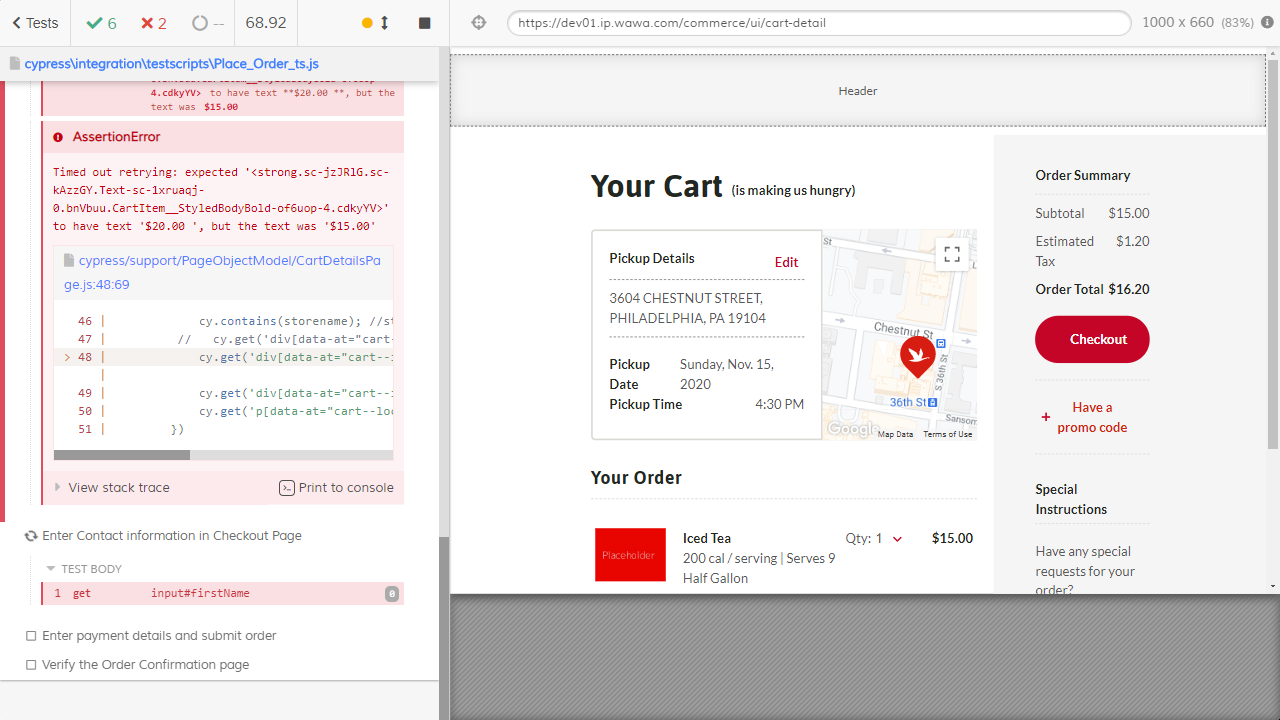 Tests
6
2
--
68.92
https://dev01.ip.wawa.com/commerce/ui/cart-detail
1000 x 660 (83%)
cypress\integration\testscripts\Place_Order_ts.js
4.cdkyYV> to have text **$20.00 **, but the
text was $15.00
AssertionError
Timed out retrying: expected '<strong.sc-jzJRlG.sc-
kAzzGY.Text-sc-1xruaqj-
0.bnVbuu.CartItem__StyledBodyBold-of6uop-4.cdkyYV>'
to have text '$20.00 ', but the text was '$15.00'
cypress/support/PageObjectModel/CartDetailsPa
ge.js:48:69
46 | cy.contains(storename); //st
47 | // cy.get('div[data-at="cart-
> 48 | cy.get('div[data-at="cart--i
|
49 | cy.get('div[data-at="cart--i
50 | cy.get('p[data-at="cart--loc
51 | })
View stack trace
Print to console
Enter Contact information in Checkout Page
TEST BODY
1 get input#firstName 0
Enter payment details and submit order
Verify the Order Confirmation page
Header
Your Cart (is making us hungry)
Pickup Details Edit
3604 CHESTNUT STREET,
PHILADELPHIA, PA 19104
Pickup Date Sunday, Nov. 15, 2020
Pickup Time 4:30 PM
St
Chestnut St
S 36th St
36th St
Sansom
Google
Map Data
Terms of Use
Your Order
Placeholder
Iced Tea Qty: 1 $15.00
200 cal / serving | Serves 9
Half Gallon
Order Summary
Subtotal $15.00
Estimated Tax $1.20
Order Total $16.20
Checkout
+ Have a
promo code
Special
Instructions
Have any special
requests for your
order?